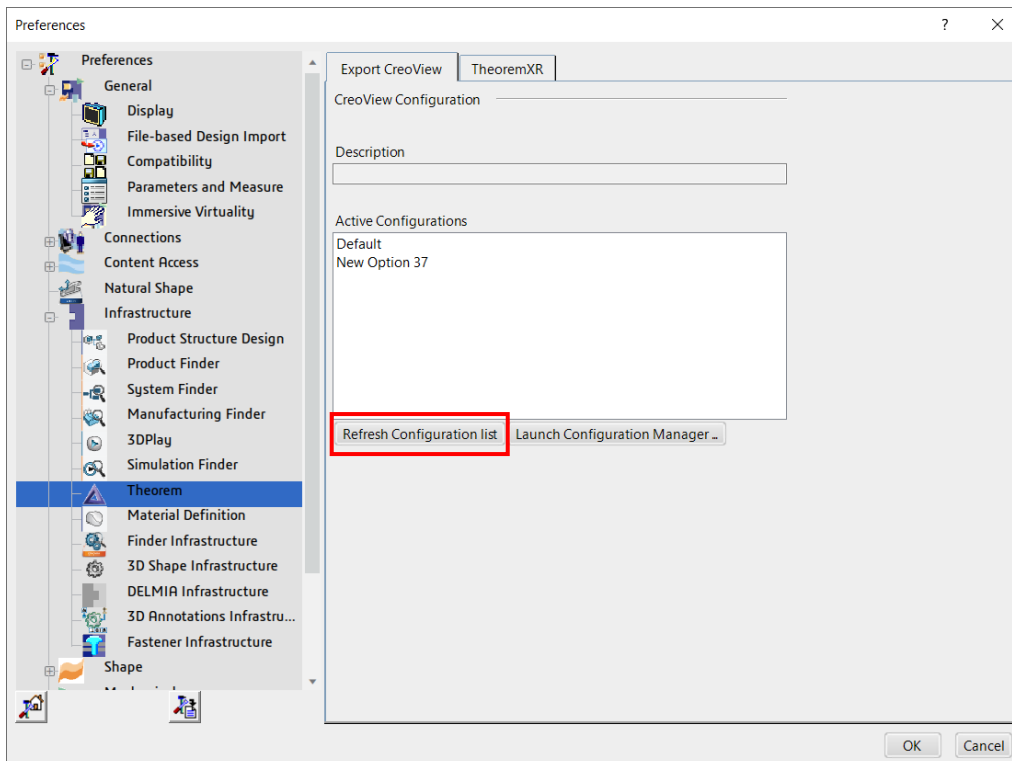 Preferences
?
Preferences
General
Display
File-based Design Import
Compatibility
Parameters and Measure
Immersive Virtuality
Connections
Content Access
Natural Shape
Infrastructure
Product Structure Design
Product Finder
System Finder
Manufacturing Finder
3DPlay
Simulation Finder
Theorem
Material Definition
Finder Infrastructure
3D Shape Infrastructure
DELMIA Infrastructure
3D Annotations Infrastru...
Fastener Infrastructure
Shape
Export CreoView
TheoremXR
CreoView Configuration
Description
Active Configurations
Default
New Option 37
Refresh Configuration list
Launch Configuration Manager ...
OK
Cancel